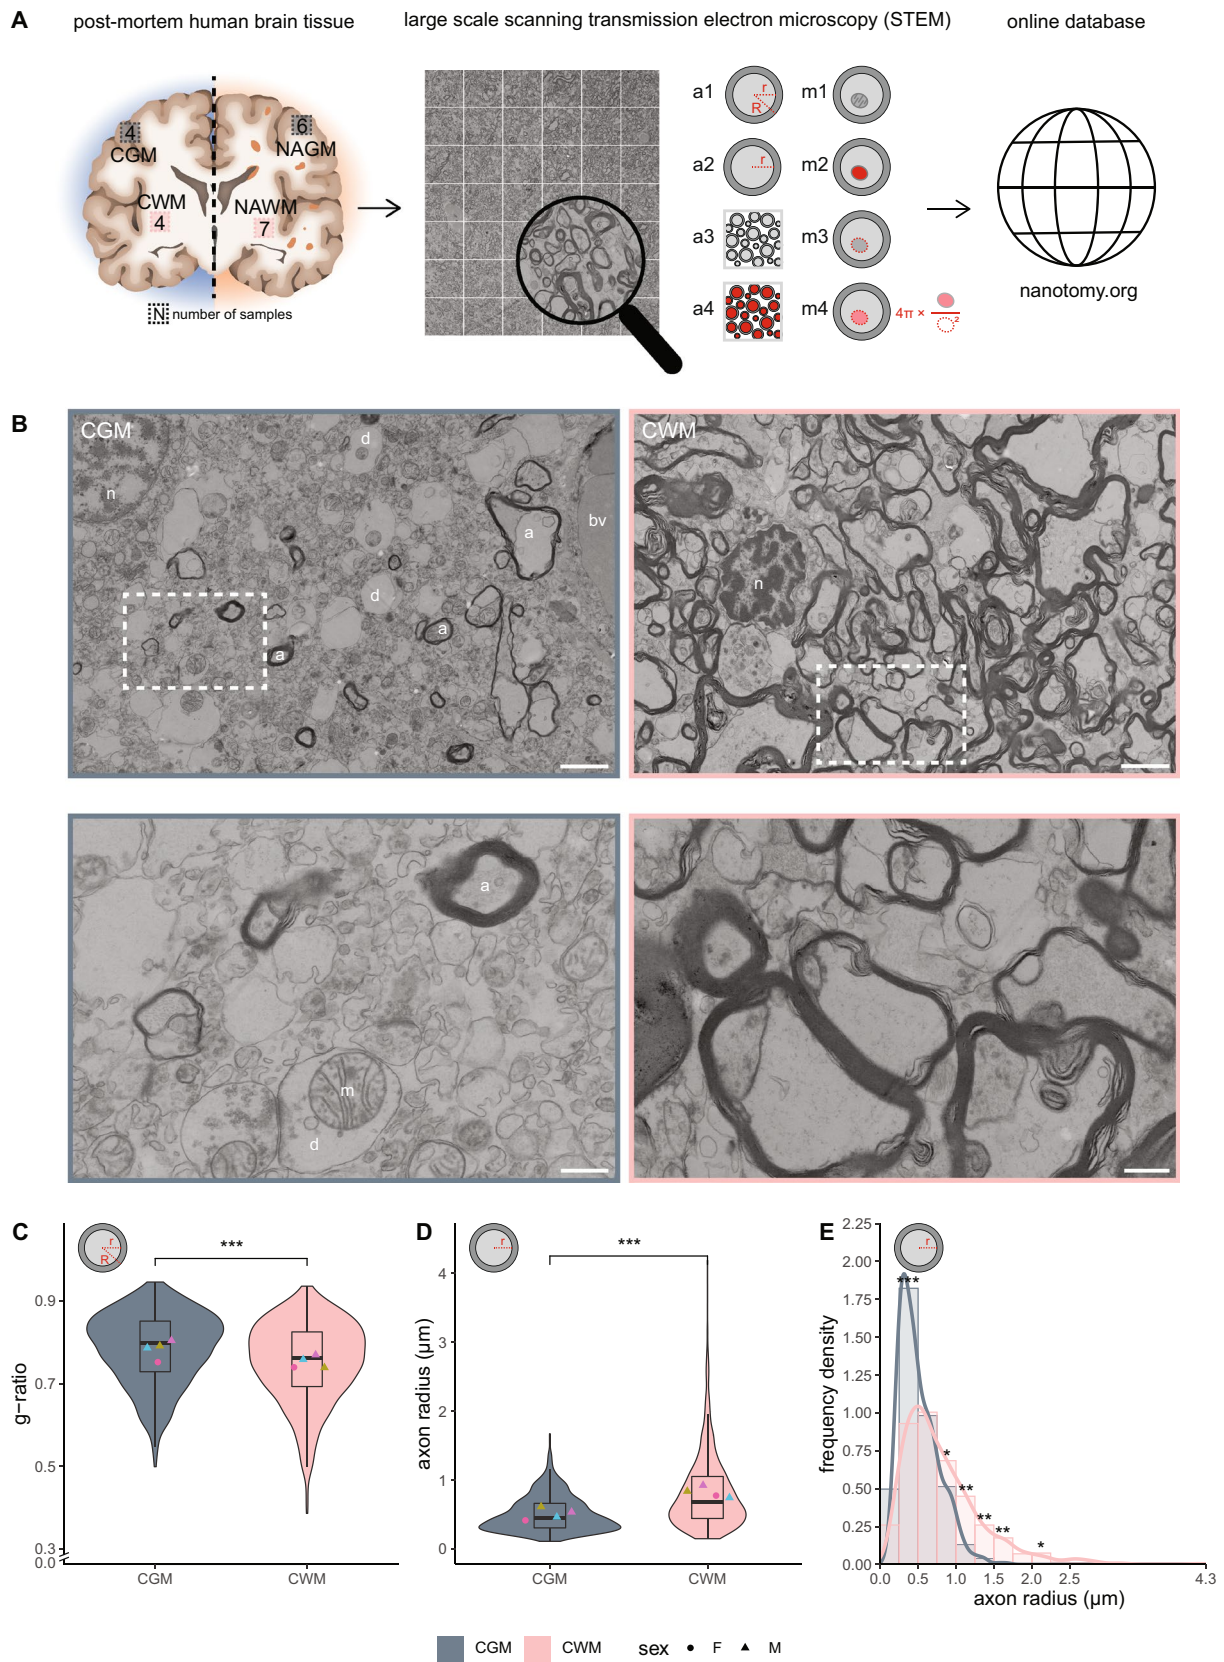 A
post-mortem human brain tissue
large scale scanning transmission electron microscopy (STEM)
online database
4
CGM
6
NAGM
CWM
4
NAWM
7
N number of samples
a1
r
R
m1
a2
r
m2
a3
m3
a4
m4
4π ×
2
nanotomy.org
B
CGM
n
d
a
bv
d
a
a
CWM
n
a
m
d
C
r
R
***
g−ratio
0.9
0.7
0.5
0.3
0.0
CGM
CWM
D
r
***
axon radius (µm)
4
3
2
1
0
CGM
CWM
E
r
frequency density
2.25
2.00
1.75
1.50
1.25
1.00
0.75
0.50
0.25
0.00
***
*
**
**
**
*
0.0
0.5
1.0
1.5
2.0
2.5
4.3
axon radius (µm)
CGM
CWM
sex
F
M